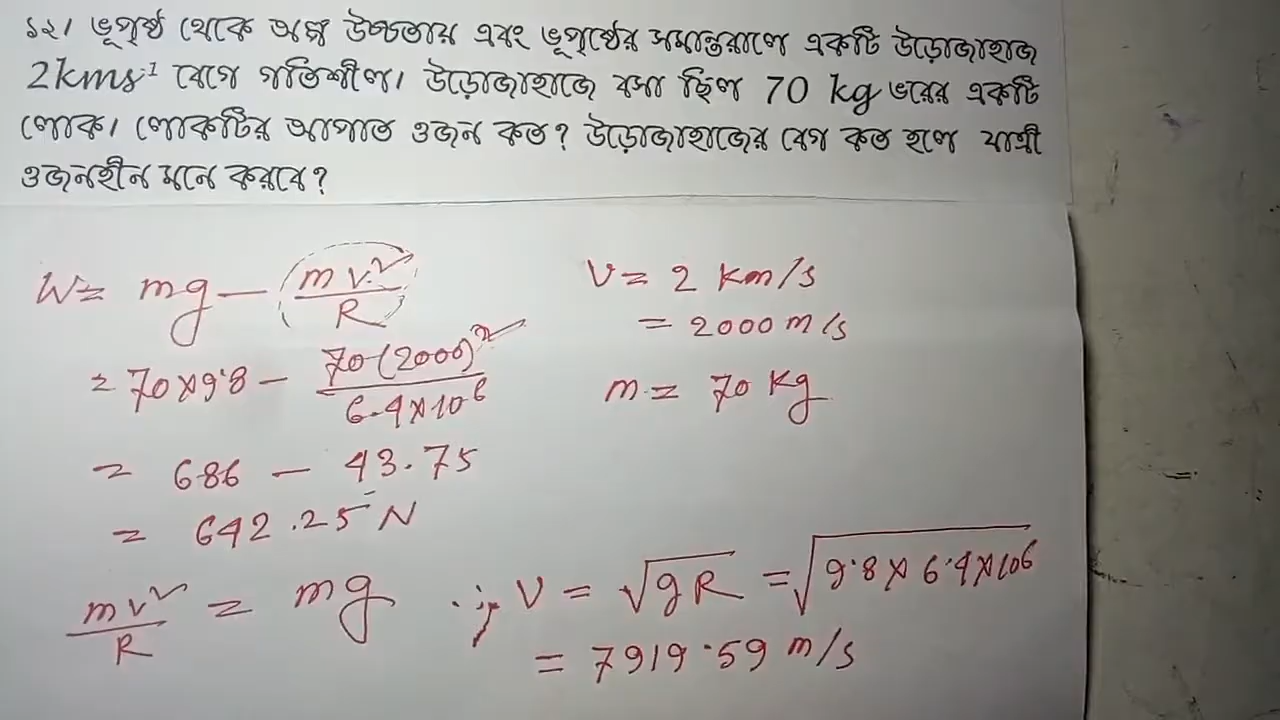 ১২। ভূপৃষ্ঠ থেকে অল্প উচ্চতায় এবং ভূপৃষ্ঠের সমান্তরালে একটি উড়োজাহাজ
2kms⁻¹ বেগে গতিশীল। উড়োজাহাজে বসা ছিল 70 kg ভরের একটি
লোক। লোকটির আপাত ওজন কত? উড়োজাহাজের বেগ কত হলে যাত্রী
ওজনহীন মনে করবে?
W = mg - mv²/R
v = 2 km/s
= 2000 m/s
= 70×9.8 - 70(2000)²/6.4×10⁶
m = 70 kg
= 686 - 43.75
= 642.25 N
mv²/R = mg ∴ v = √gR = √9.8×6.4×10⁶
= 7919.59 m/s